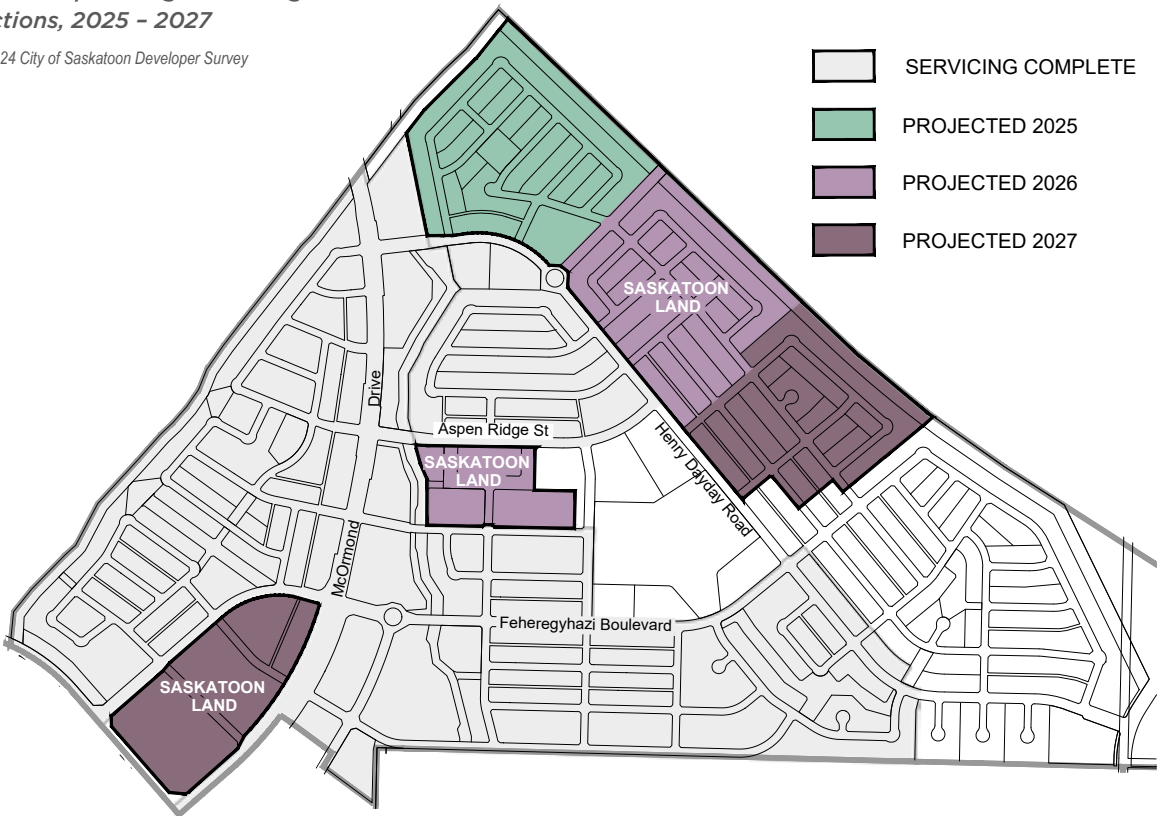 ctions, 2025 – 2027
24 City of Saskatoon Developer Survey
SERVICING COMPLETE
PROJECTED 2025
PROJECTED 2026
PROJECTED 2027
SASKATOON
LAND
Drive
Aspen Ridge St
SASKATOON
LAND
Henry Dayday Road
McOrmond
Feheregyhazi Boulevard
SASKATOON
LAND